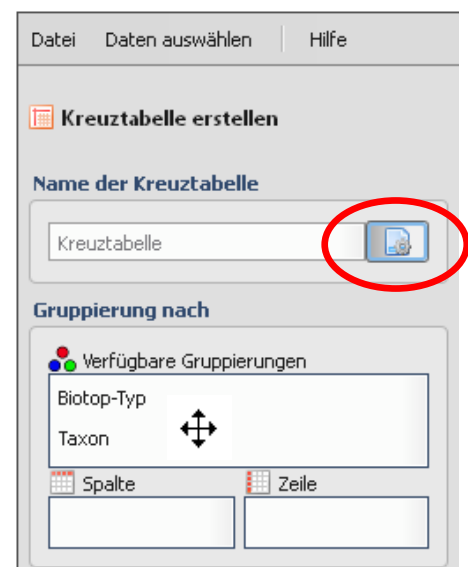 Datei Daten auswählen Hilfe
Kreuztabelle erstellen
Name der Kreuztabelle
Kreuztabelle
Gruppierung nach
Verfügbare Gruppierungen
Biotop-Typ
Taxon
Spalte Zeile